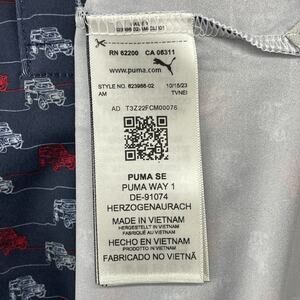 RN 62200 CA 06311
www.puma.com
STYLE NO. 623986-02 10/15/23
AM TVNEI
AD T3Z22FCM00076
PUMA SE
PUMA WAY 1
DE-91074
HERZOGENAURACH
MADE IN VIETNAM
HERGESTELLT IN VIETNAM
FABRIQUÉ AU VIETNAM
HECHO EN VIETNAM
PRODOTTO IN VIETNAM
FABRICADO NO VIETNÃ